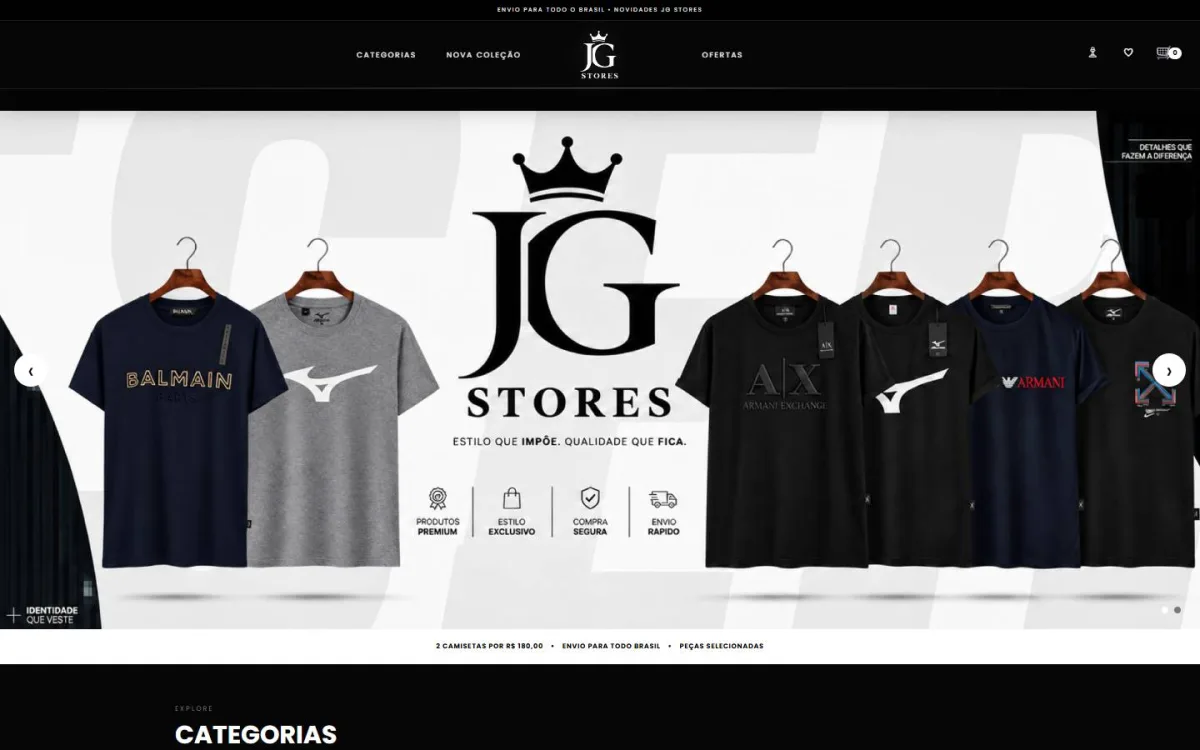 ENVIO PARA TODO O BRASIL • NOVIDADES JG STORES
CATEGORIAS
NOVA COLEÇÃO
JG
STORES
OFERTAS
0
DETALHES QUE
FAZEM A DIFERENÇA
JG
STORES
ESTILO QUE IMPÕE. QUALIDADE QUE FICA.
PRODUTOS
PREMIUM
ESTILO
EXCLUSIVO
COMPRA
SEGURA
ENVIO
RAPIDO
BALMAIN
A|X
ARMANI EXCHANGE
ARMANI
IDENTIDADE
QUE VESTE
2 CAMISETAS POR R$ 180,00 • ENVIO PARA TODO BRASIL • PEÇAS SELECIONADAS
EXPLORE
CATEGORIAS